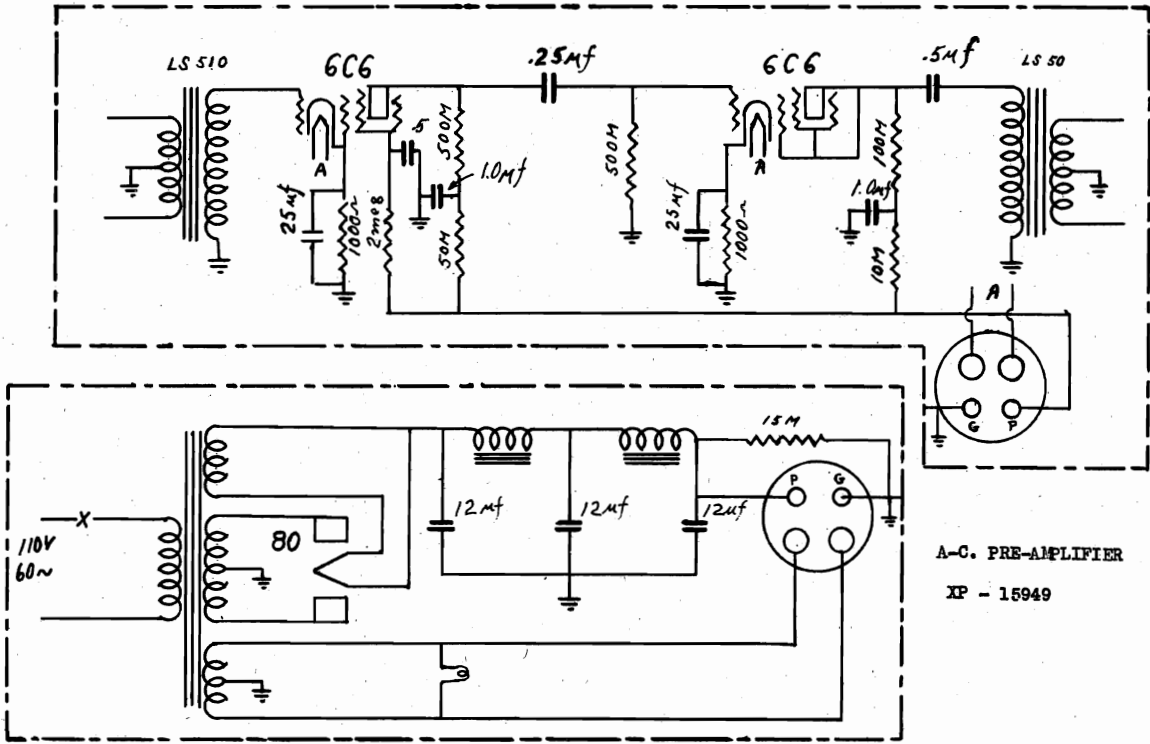 LS 510
6C6
.25Mf
6C6
.5Mf
LS 50
A
.5
500M
1.0Mf
25Mf
1000~
2meg
50M
500M
A
25Mf
1000~
100M
1.0Mf
10M
A
G
P
15M
P
G
12Mf
12Mf
12Mf
X
110V
60~
80
A-C. PRE-AMPLIFIER
XP - 15949